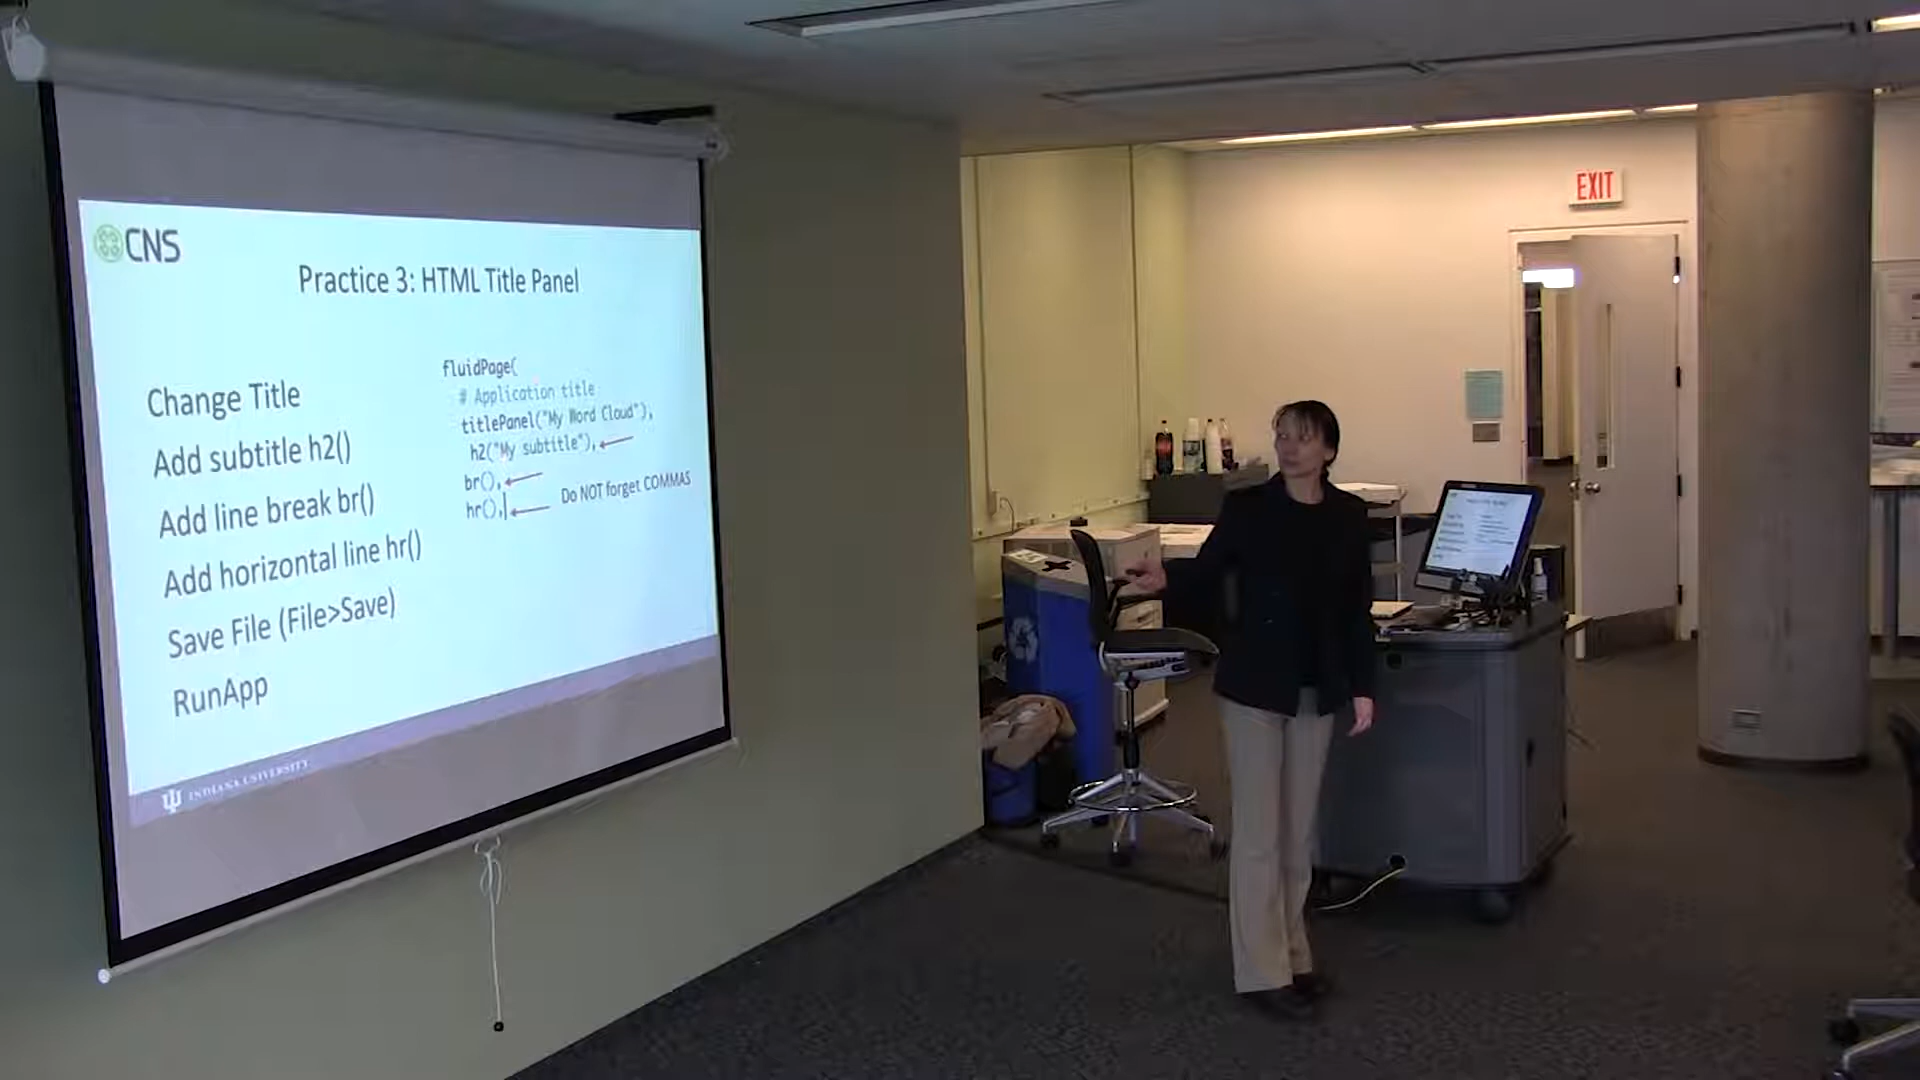 CNS
Practice 3: HTML Title Panel
Change Title
Add subtitle h2()
Add line break br()
Add horizontal line hr()
Save File (File>Save)
RunApp
fluidPage(
# Application title
titlePanel("My Word Cloud"),
h2("My subtitle"),
br(),
hr(),
Do NOT forget COMMAS
INDIANA UNIVERSITY
EXIT